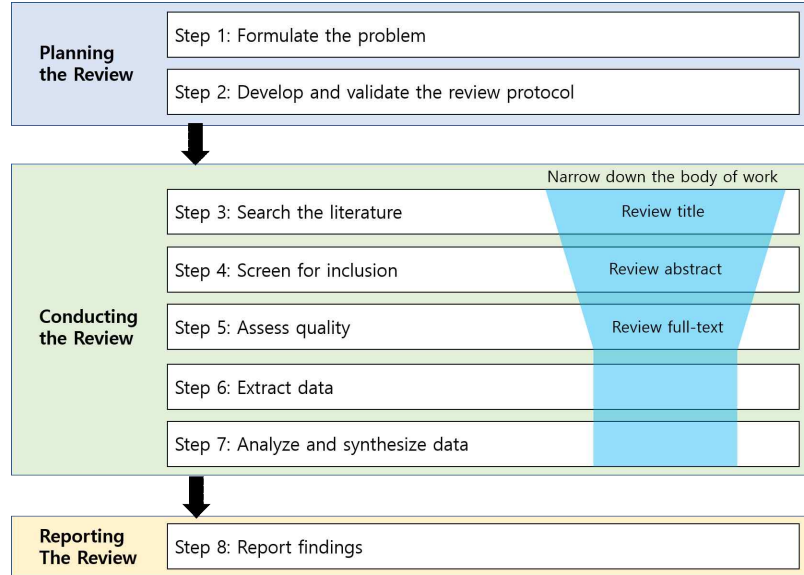 Planning
the Review
Step 1: Formulate the problem
Step 2: Develop and validate the review protocol
Narrow down the body of work
Conducting
the Review
Step 3: Search the literature
Review title
Step 4: Screen for inclusion
Review abstract
Step 5: Assess quality
Review full-text
Step 6: Extract data
Step 7: Analyze and synthesize data
Reporting
The Review
Step 8: Report findings